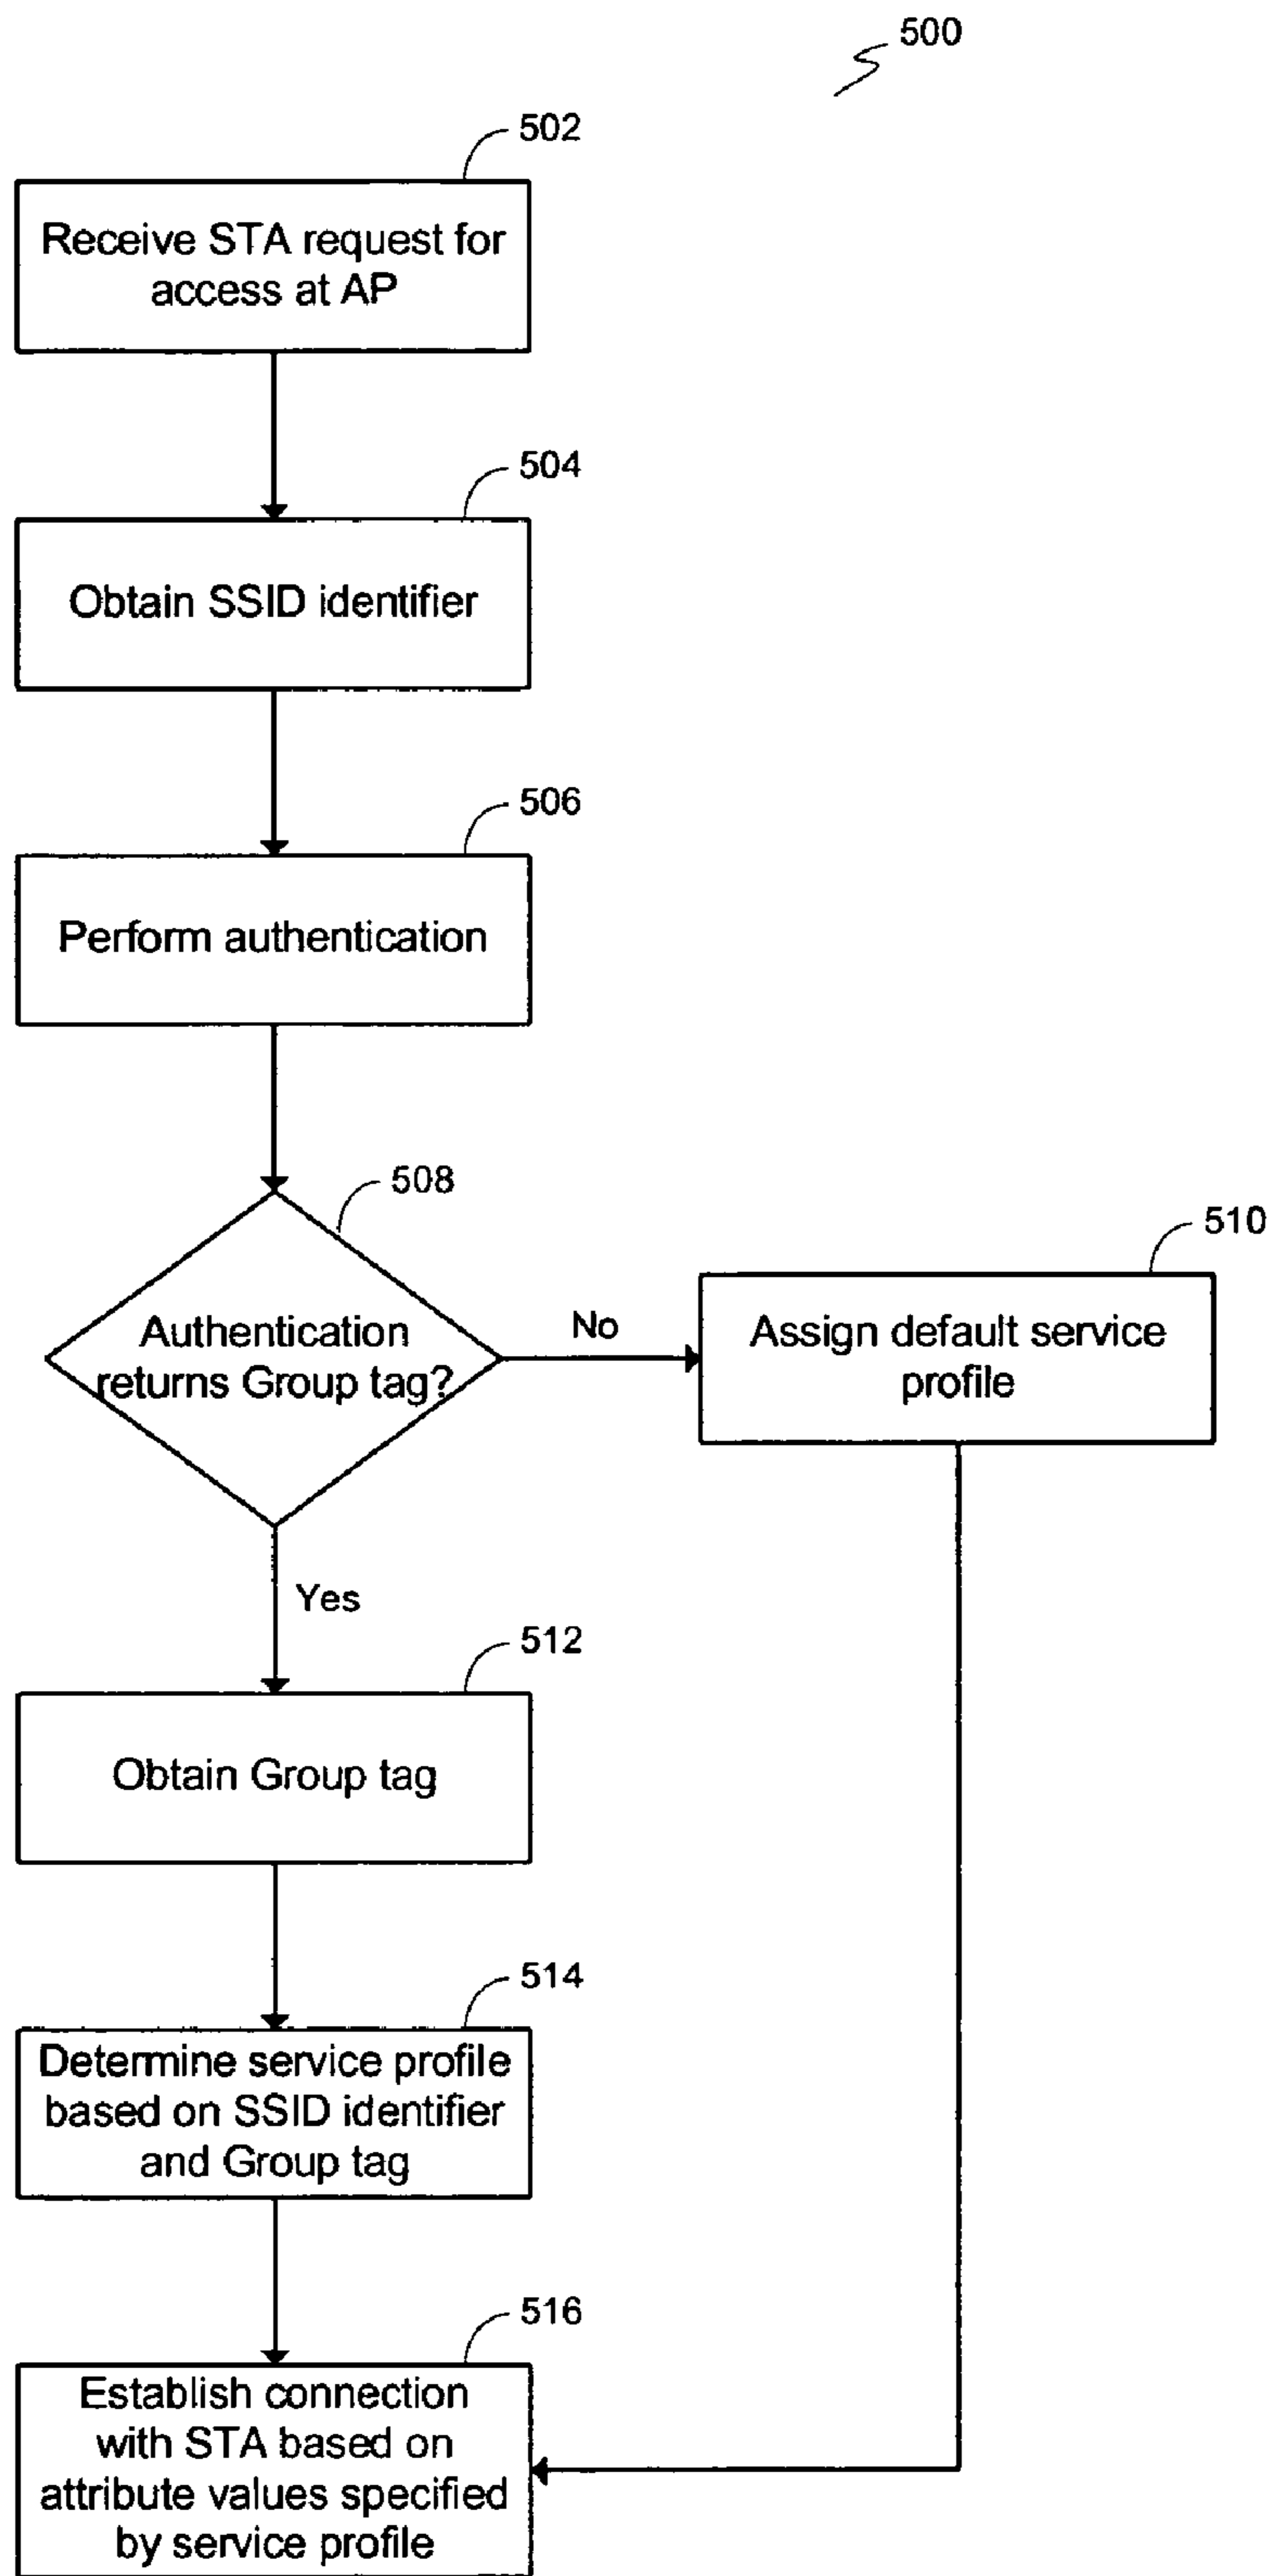 500
502
Receive STA request for
access at AP
504
Obtain SSID identifier
506
Perform authentication
508
Authentication
returns Group tag?
No
510
Assign default service
profile
Yes
512
Obtain Group tag
514
Determine service profile
based on SSID identifier
and Group tag
516
Establish connection
with STA based on
attribute values specified
by service profile